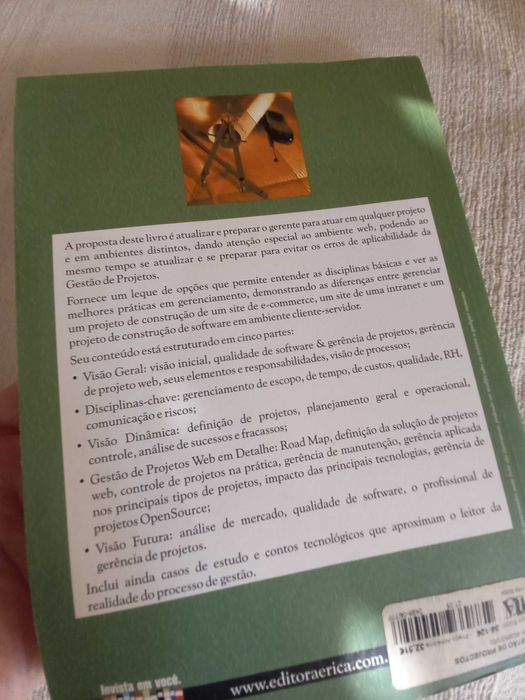 A proposta deste livro é atualizar e preparar o gerente para atuar em qualquer projeto
e em ambientes distintos, dando atenção especial ao ambiente web, podendo ao
mesmo tempo se atualizar e se preparar para evitar os erros de aplicabilidade da
Gestão de Projetos.
Fornece um leque de opções que permite entender as disciplinas básicas e ver as
melhores práticas em gerenciamento, demonstrando as diferenças entre gerenciar
um projeto de construção de um site de e-commerce, um site de uma intranet e um
projeto de construção de software em ambiente cliente-servidor.
Seu conteúdo está estruturado em cinco partes:
• Visão Geral: visão inicial, qualidade de software & gerência de projetos, gerência
de projeto web, seus elementos e responsabilidades, visão de processos;
• Disciplinas-chave: gerenciamento de escopo, de tempo, de custos, qualidade, RH,
comunicação e riscos;
• Visão Dinâmica: definição de projetos, planejamento geral e operacional,
controle, análise de sucessos e fracassos;
• Gestão de Projetos Web em Detalhe: Road Map, definição da solução de projetos
web, controle de projetos na prática, gerência de manutenção, gerência aplicada
nos principais tipos de projetos, impacto das principais tecnologias, gerência de
projetos OpenSource;
• Visão Futura: análise de mercado, qualidade de software, o profissional de
gerência de projetos.
Inclui ainda casos de estudo e contos tecnológicos que aproximam o leitor da
realidade do processo de gestão.
Invista em você.
www.editoraerica.com.